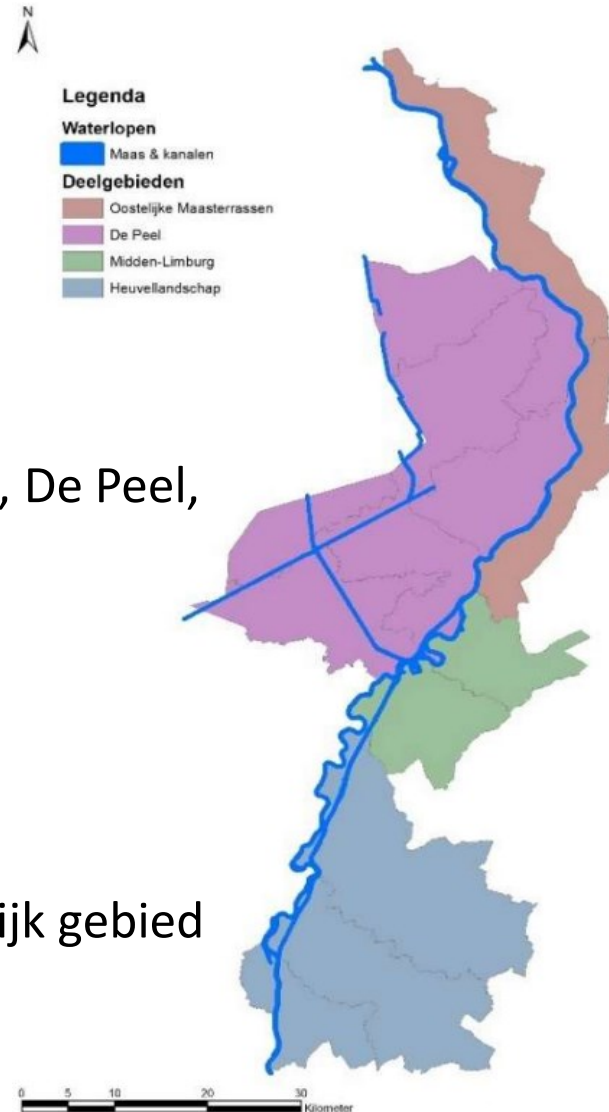 N
Legenda
Waterlopen
Maas & kanalen
Deelgebieden
Oostelijke Maasterrassen
De Peel
Midden-Limburg
Heuvellandschap
, De Peel,
ijk gebied
0 5 10 20 30
Kilometer